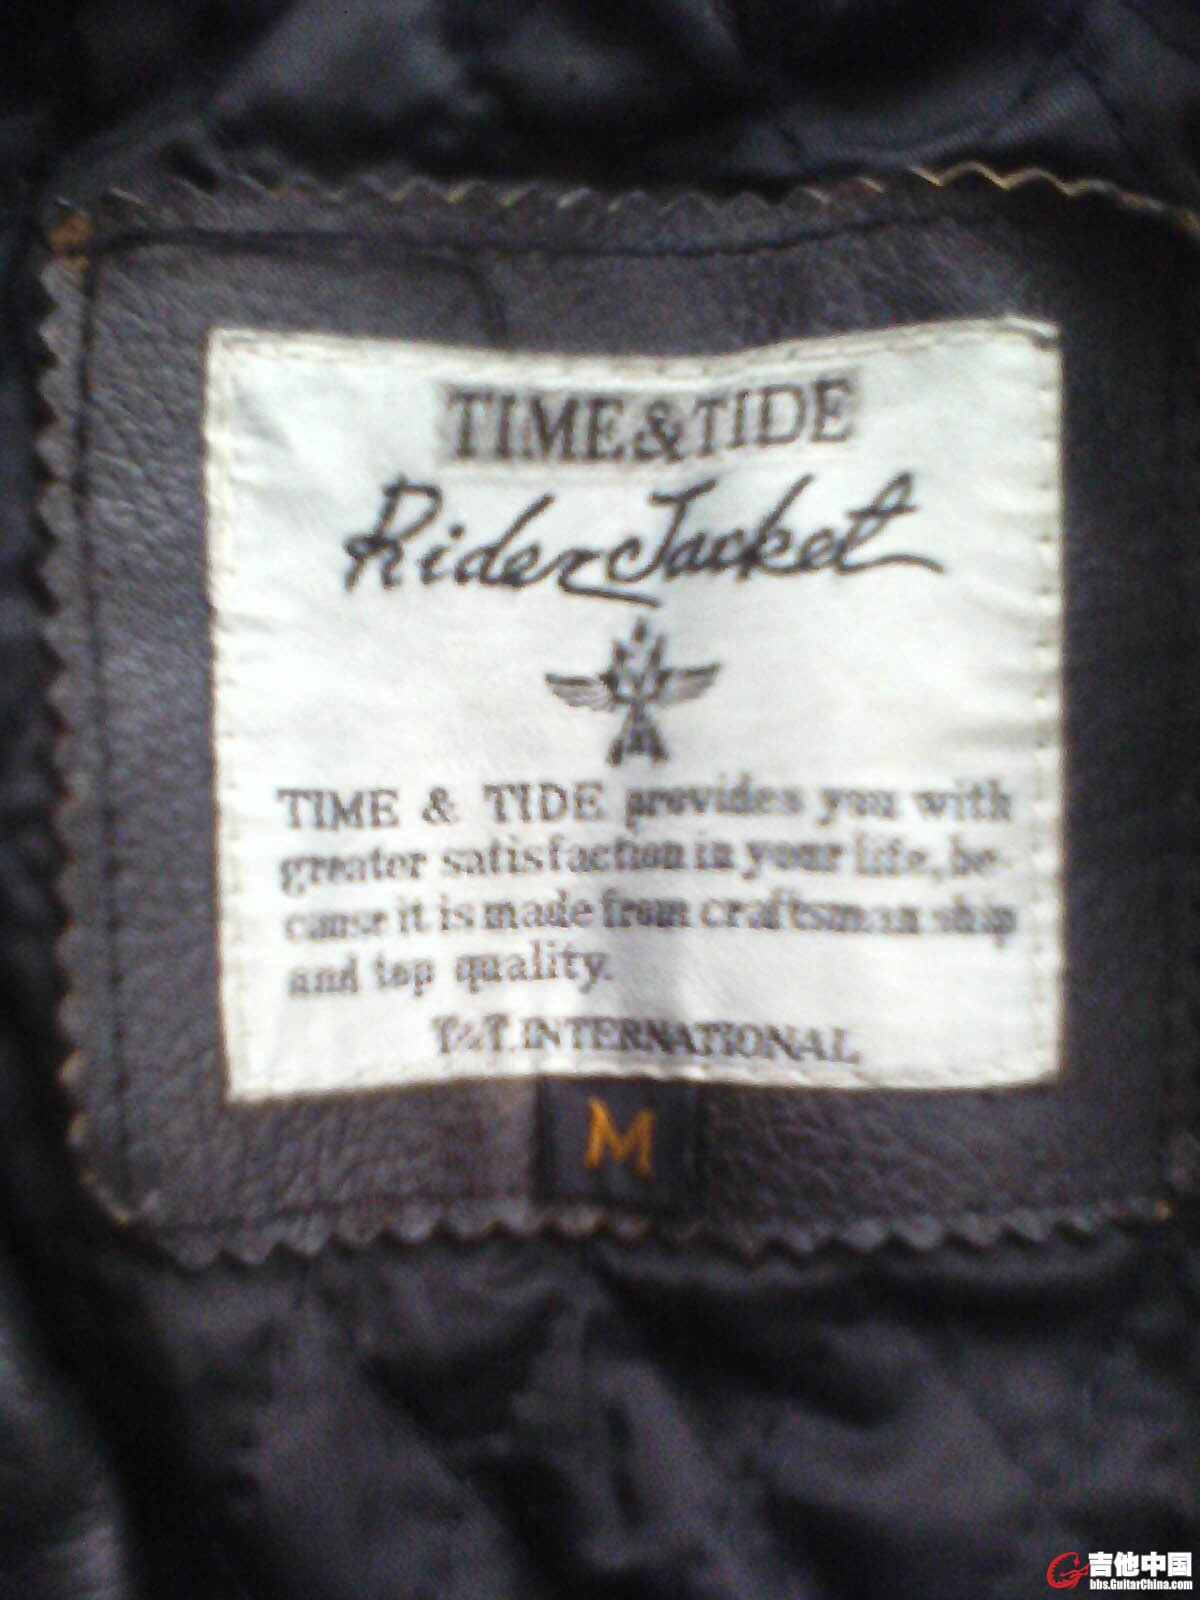 TIME & TIDE
Rider Jacket
TIME & TIDE provides you with
greater satisfaction in your life, be-
cause it is made from craftsman ship
and top quality.
T&T. INTERNATIONAL
M
吉他中国
bbs.GuitarChina.com